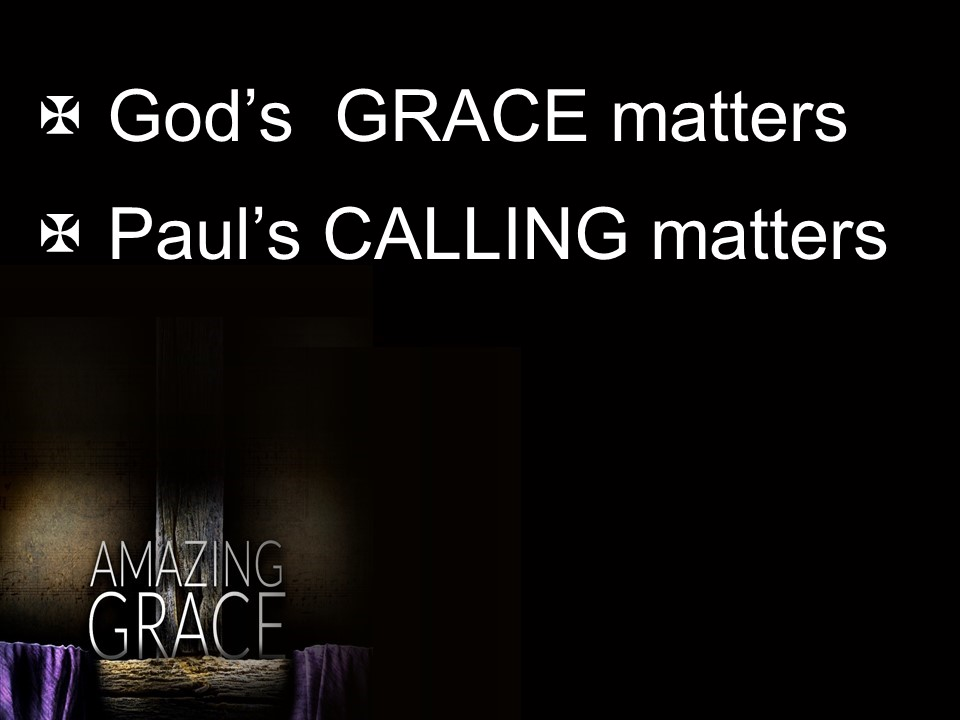 ✠ God’s  GRACE matters
✠ Paul’s CALLING matters
AMAZING
GRACE